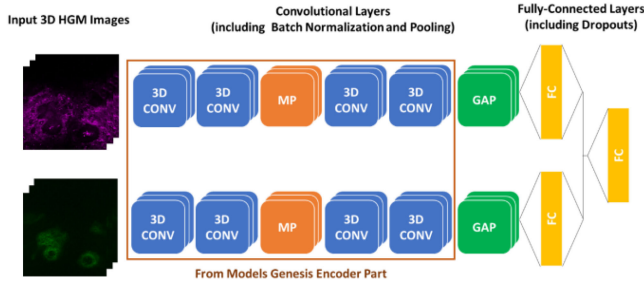 Input 3D HGM Images
Convolutional Layers
(including Batch Normalization and Pooling)
Fully-Connected Layers
(including Dropouts)
3D
CONV
3D
CONV
MP
3D
CONV
3D
CONV
GAP
FC
FC
3D
CONV
3D
CONV
MP
3D
CONV
3D
CONV
GAP
FC
From Models Genesis Encoder Part